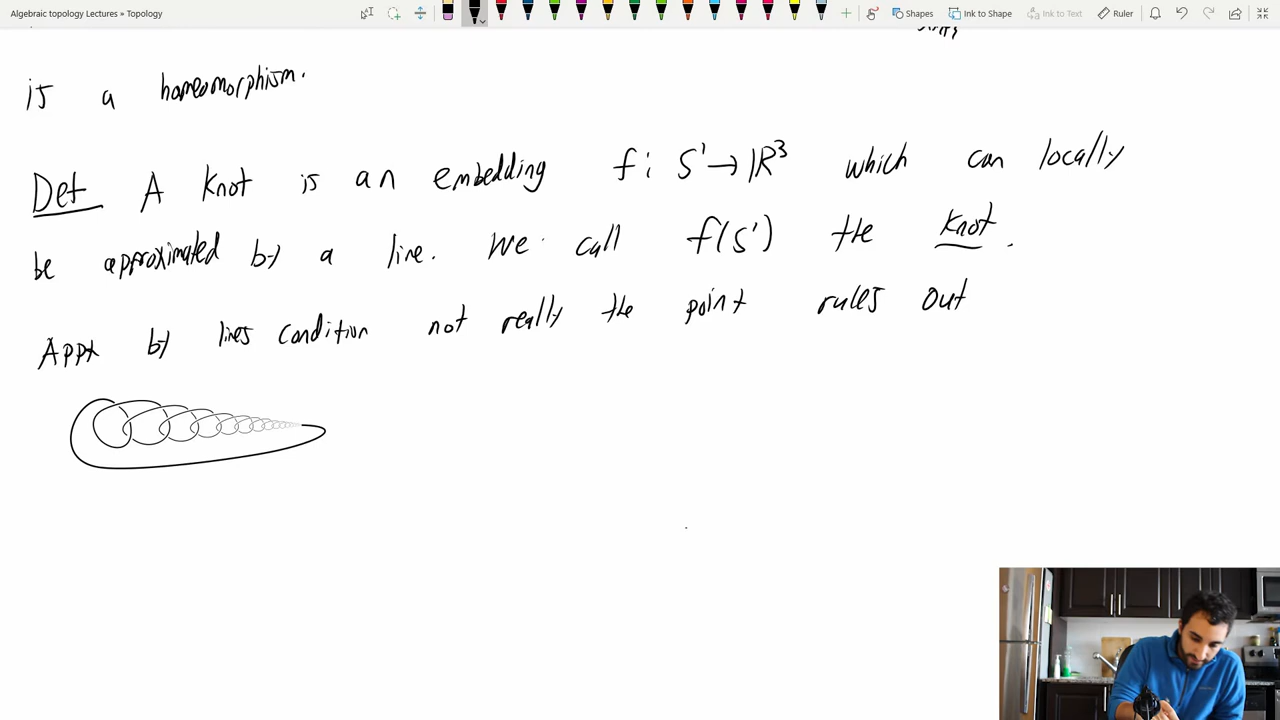 Algebraic topology Lectures » Topology
Shapes Ink to Shape Ink to Text Ruler
is a homeomorphism.
Def A knot is an embedding f: S¹→ℝ³ which can locally
be approximated by a line. We call f(S¹) the knot.
Appx by lines condition not really the point rules out